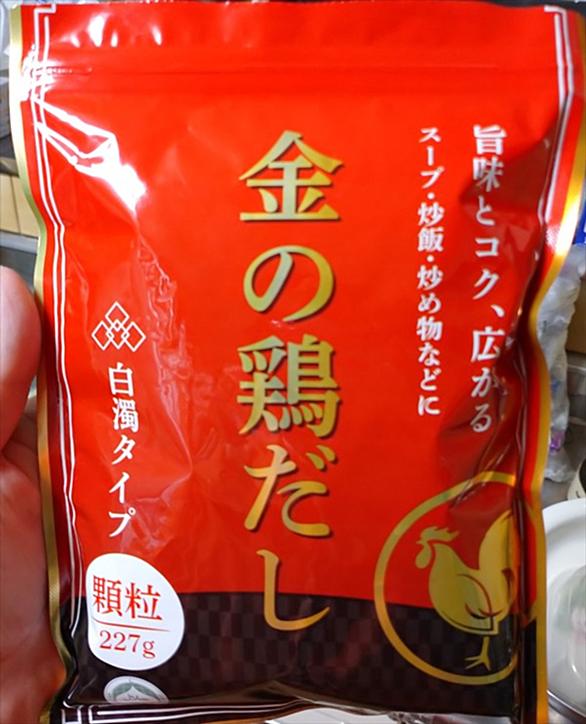 旨味とコク、広がる
スープ・炒飯・炒め物などに
金の鶏だし
白濁タイプ
顆粒
227g